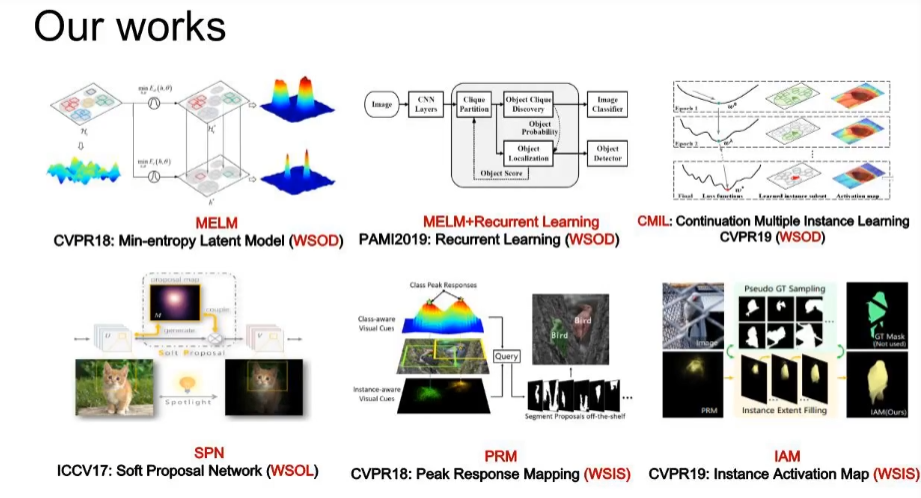 Our works
Image
CNN
Layers
Clique
Partition
Object Clique
Discovery
Image
Classifier
Object
Probability
Object
Localization
Object
Detector
Object Score
Epoch 1
Epoch 2
Final
Loss functions
Learned instance subset
Activation map
MELM
CVPR18: Min-entropy Latent Model (WSOD)
MELM+Recurrent Learning
PAMI2019: Recurrent Learning (WSOD)
CMIL: Continuation Multiple Instance Learning
CVPR19 (WSOD)
proposal map
M
couple
generate
U
V
Soft Proposal
Spotlight
Class Peak Responses
Class-aware
Visual Cues
Instance-aware
Visual Cues
Query
Bird
Bird
Segment Proposals off-the-shelf
...
Pseudo GT Sampling
...
Image
GT Mask
(Not used)
PRM
Instance Extent Filling
IAM(Ours)
SPN
ICCV17: Soft Proposal Network (WSOL)
PRM
CVPR18: Peak Response Mapping (WSIS)
IAM
CVPR19: Instance Activation Map (WSIS)